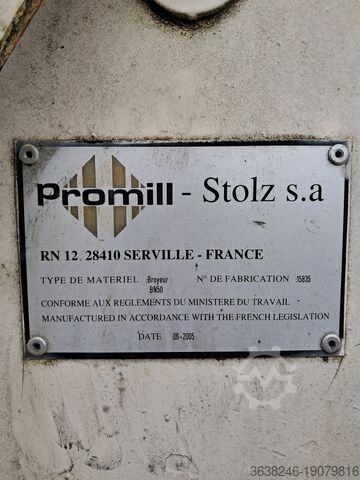 Promill - Stolz s.a
RN 12 28410 SERVILLE - FRANCE
TYPE DE MATERIEL :Broyeur N° DE FABRICATION :15835
BN50
CONFORME AUX REGLEMENTS DU MINISTERE DU TRAVAIL
MANUFACTURED IN ACCORDANCE WITH THE FRENCH LEGISLATION
DATE :06-2005
3638246-19079816